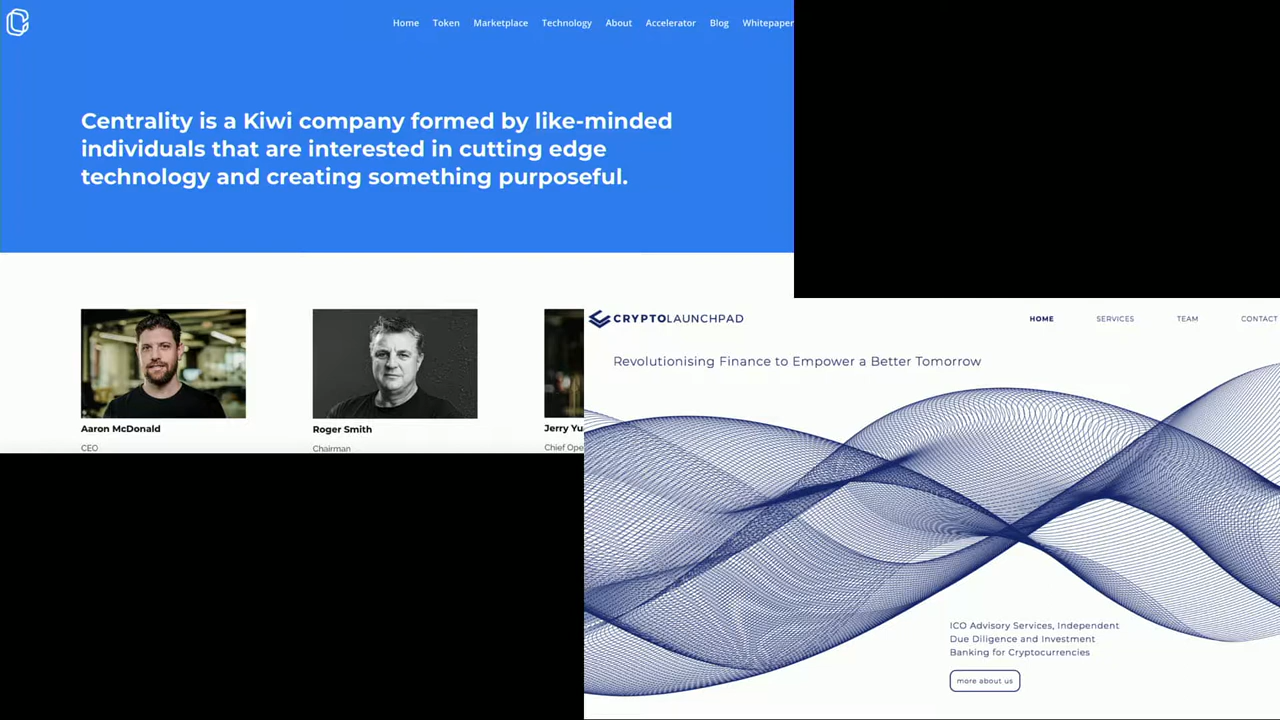 Home Token Marketplace Technology About Accelerator Blog Whitepaper
Centrality is a Kiwi company formed by like-minded
individuals that are interested in cutting edge
technology and creating something purposeful.
Aaron McDonald
CEO
Roger Smith
Chairman
Jerry Yu
Chief Ope
CRYPTOLAUNCHPAD
HOME SERVICES TEAM CONTACT
Revolutionising Finance to Empower a Better Tomorrow
ICO Advisory Services, Independent
Due Diligence and Investment
Banking for Cryptocurrencies
more about us